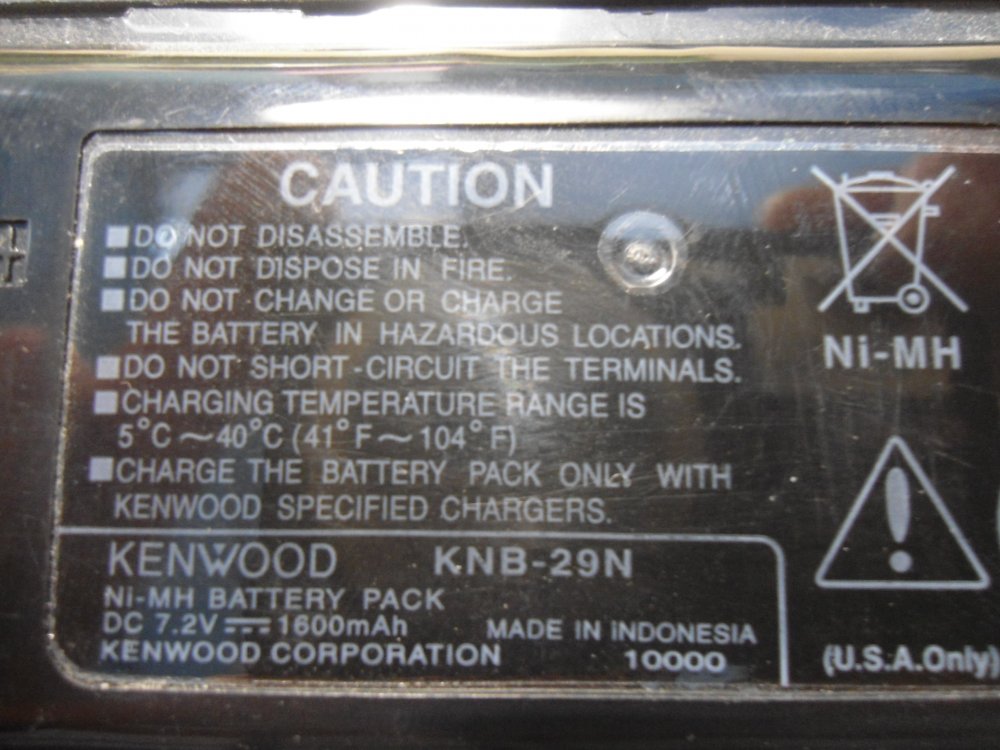 CAUTION
DO NOT DISASSEMBLE.
DO NOT DISPOSE IN FIRE.
DO NOT CHANGE OR CHARGE
THE BATTERY IN HAZARDOUS LOCATIONS.
DO NOT SHORT-CIRCUIT THE TERMINALS.
CHARGING TEMPERATURE RANGE IS
5°C～40°C (41°F～104°F)
CHARGE THE BATTERY PACK ONLY WITH
KENWOOD SPECIFIED CHARGERS.
Ni-MH
KENWOOD KNB-29N
Ni-MH BATTERY PACK
DC 7.2V ⎓ 1600mAh MADE IN INDONESIA
KENWOOD CORPORATION 10000
(U.S.A.Only)